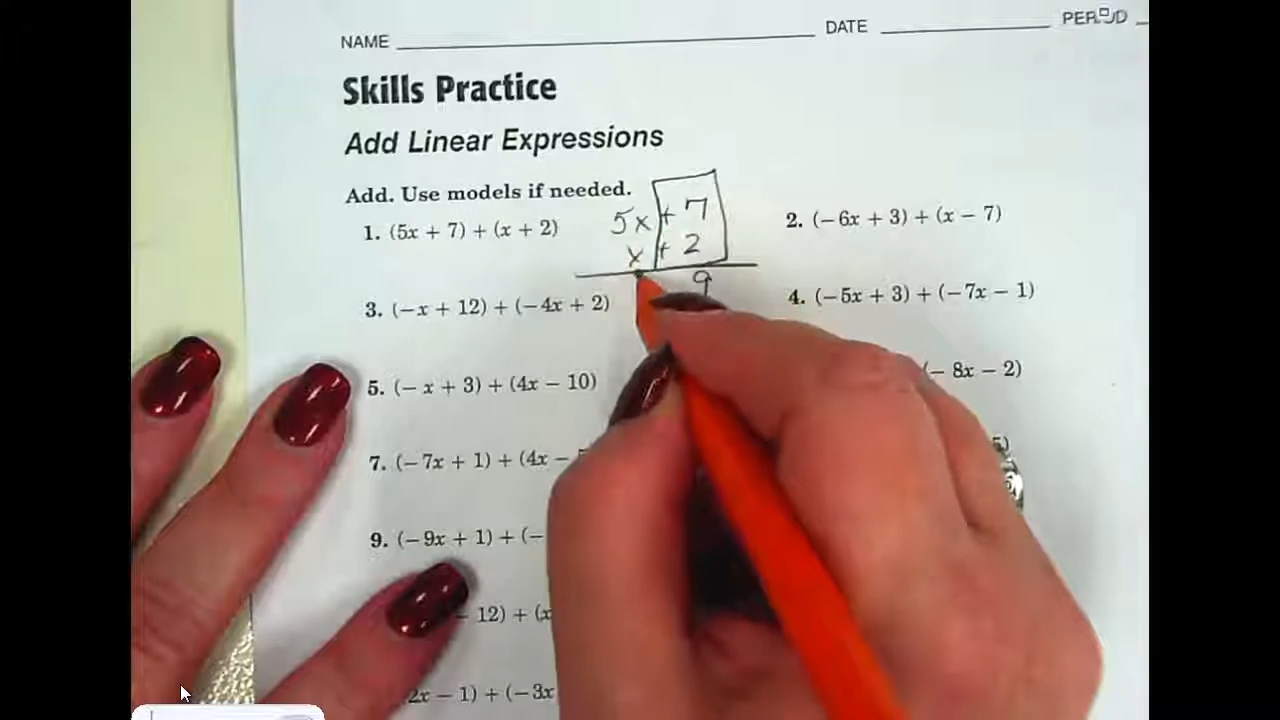 NAME DATE PERIOD
Skills Practice
Add Linear Expressions
Add. Use models if needed.
1. (5x + 7) + (x + 2)
5x + 7
x + 2
9
2. (−6x + 3) + (x − 7)
3. (−x + 12) + (−4x + 2)
4. (−5x + 3) + (−7x − 1)
5. (− x + 3) + (4x − 10)
(− 8x − 2)
7. (−7x + 1) + (4x −
9. (−9x + 1) + (−
12) + (x
2x − 1) + (−3x